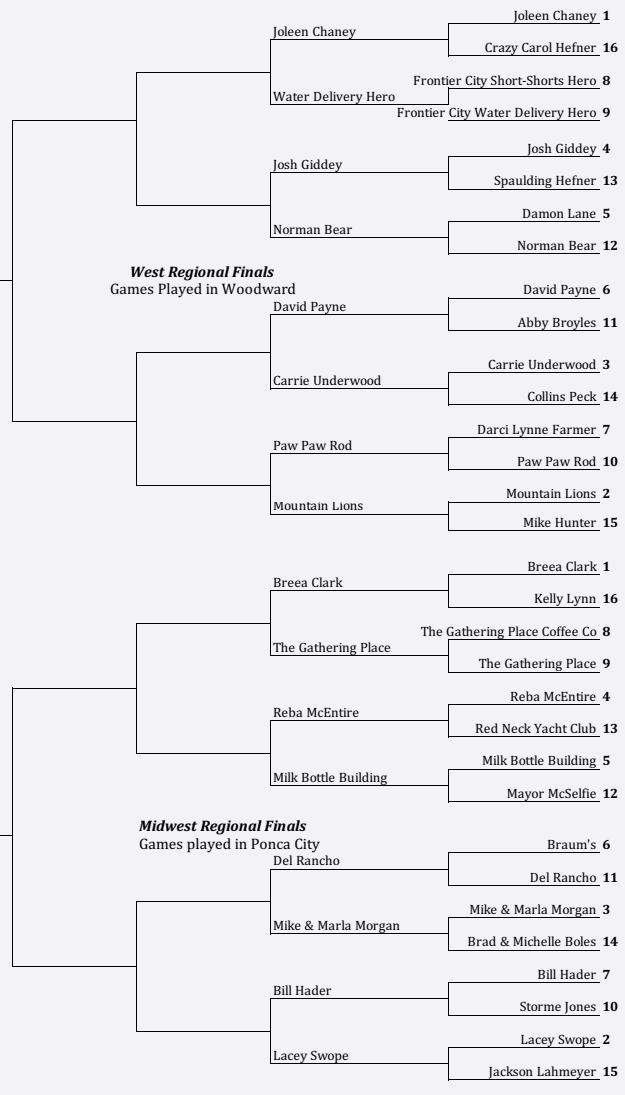 Joleen Chaney 1
Joleen Chaney
Crazy Carol Hefner 16
Frontier City Short-Shorts Hero 8
Water Delivery Hero
Frontier City Water Delivery Hero 9
Josh Giddey 4
Josh Giddey
Spaulding Hefner 13
Damon Lane 5
Norman Bear
Norman Bear 12
West Regional Finals
Games Played in Woodward
David Payne 6
David Payne
Abby Broyles 11
Carrie Underwood 3
Carrie Underwood
Collins Peck 14
Darci Lynne Farmer 7
Paw Paw Rod
Paw Paw Rod 10
Mountain Lions 2
Mountain Lions
Mike Hunter 15
Breea Clark 1
Breea Clark
Kelly Lynn 16
The Gathering Place Coffee Co 8
The Gathering Place
The Gathering Place 9
Reba McEntire 4
Reba McEntire
Red Neck Yacht Club 13
Milk Bottle Building 5
Milk Bottle Building
Mayor McSelfie 12
Midwest Regional Finals
Games played in Ponca City
Braum's 6
Del Rancho
Del Rancho 11
Mike & Marla Morgan 3
Mike & Marla Morgan
Brad & Michelle Boles 14
Bill Hader 7
Bill Hader
Storme Jones 10
Lacey Swope 2
Lacey Swope
Jackson Lahmeyer 15